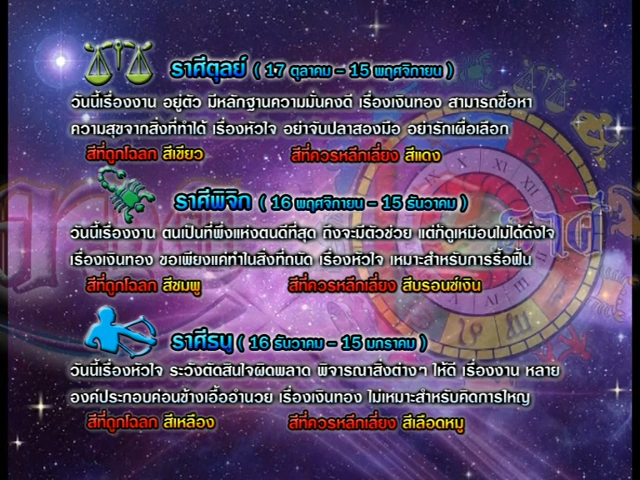 ราศีตุลย์ ( 17 ตุลาคม - 15 พฤศจิกายน )
วันนี้เรื่องงาน อยู่ตัว มีหลักฐานความมั่นคงดี เรื่องเงินทอง สามารถซื้อหา
ความสุขจากสิ่งที่ทำได้ เรื่องหัวใจ อย่าจับปลาสองมือ อย่ารักเผื่อเลือก
สีที่ถูกโฉลก สีเขียว สีที่ควรหลีกเลี่ยง สีแดง
ราศีพิจิก ( 16 พฤศจิกายน - 15 ธันวาคม )
วันนี้เรื่องงาน ตนเป็นที่พึ่งแห่งตนดีที่สุด ถึงจะมีตัวช่วย แต่ก็ดูเหมือนไม่ได้ดั่งใจ
เรื่องเงินทอง ขอเพียงแค่ทำในสิ่งที่ถนัด เรื่องหัวใจ เหมาะสำหรับการรื้อฟื้น
สีที่ถูกโฉลก สีชมพู สีที่ควรหลีกเลี่ยง สีบรอนซ์เงิน
ราศีธนู ( 16 ธันวาคม - 15 มกราคม )
วันนี้เรื่องหัวใจ ระวังตัดสินใจผิดพลาด พิจารณาสิ่งต่างๆ ให้ดี เรื่องงาน หลาย
องค์ประกอบค่อนข้างเอื้ออำนวย เรื่องเงินทอง ไม่เหมาะสำหรับคิดการใหญ่
สีที่ถูกโฉลก สีเหลือง สีที่ควรหลีกเลี่ยง สีเลือดหมู